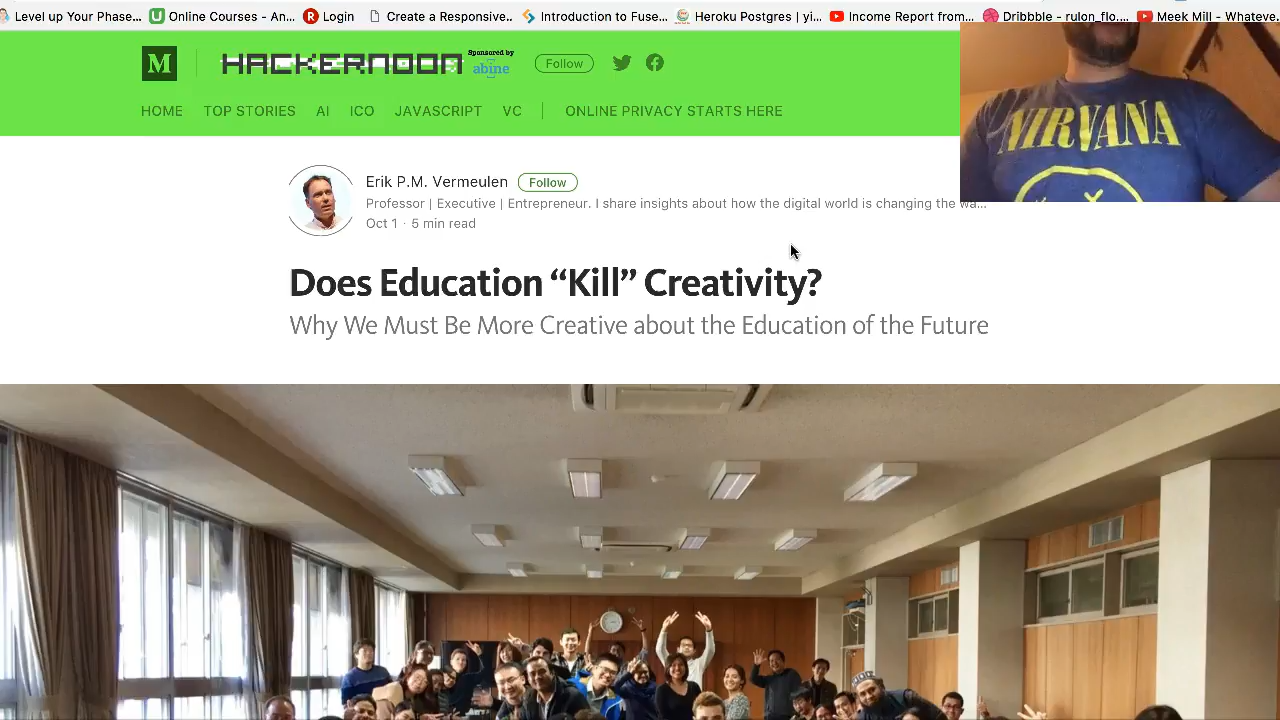 Level up Your Phase... Online Courses - An... Login Create a Responsive.. Introduction to Fuse... Heroku Postgres | yi... Income Report from... Dribbble - rulon_flo.... Meek Mill - Whateve
M HACKERNOON Sponsored by abine Follow
HOME TOP STORIES AI ICO JAVASCRIPT VC | ONLINE PRIVACY STARTS HERE
NIRVANA
Erik P.M. Vermeulen Follow
Professor | Executive | Entrepreneur. I share insights about how the digital world is changing the wa...
Oct 1 · 5 min read
Does Education “Kill” Creativity?
Why We Must Be More Creative about the Education of the Future